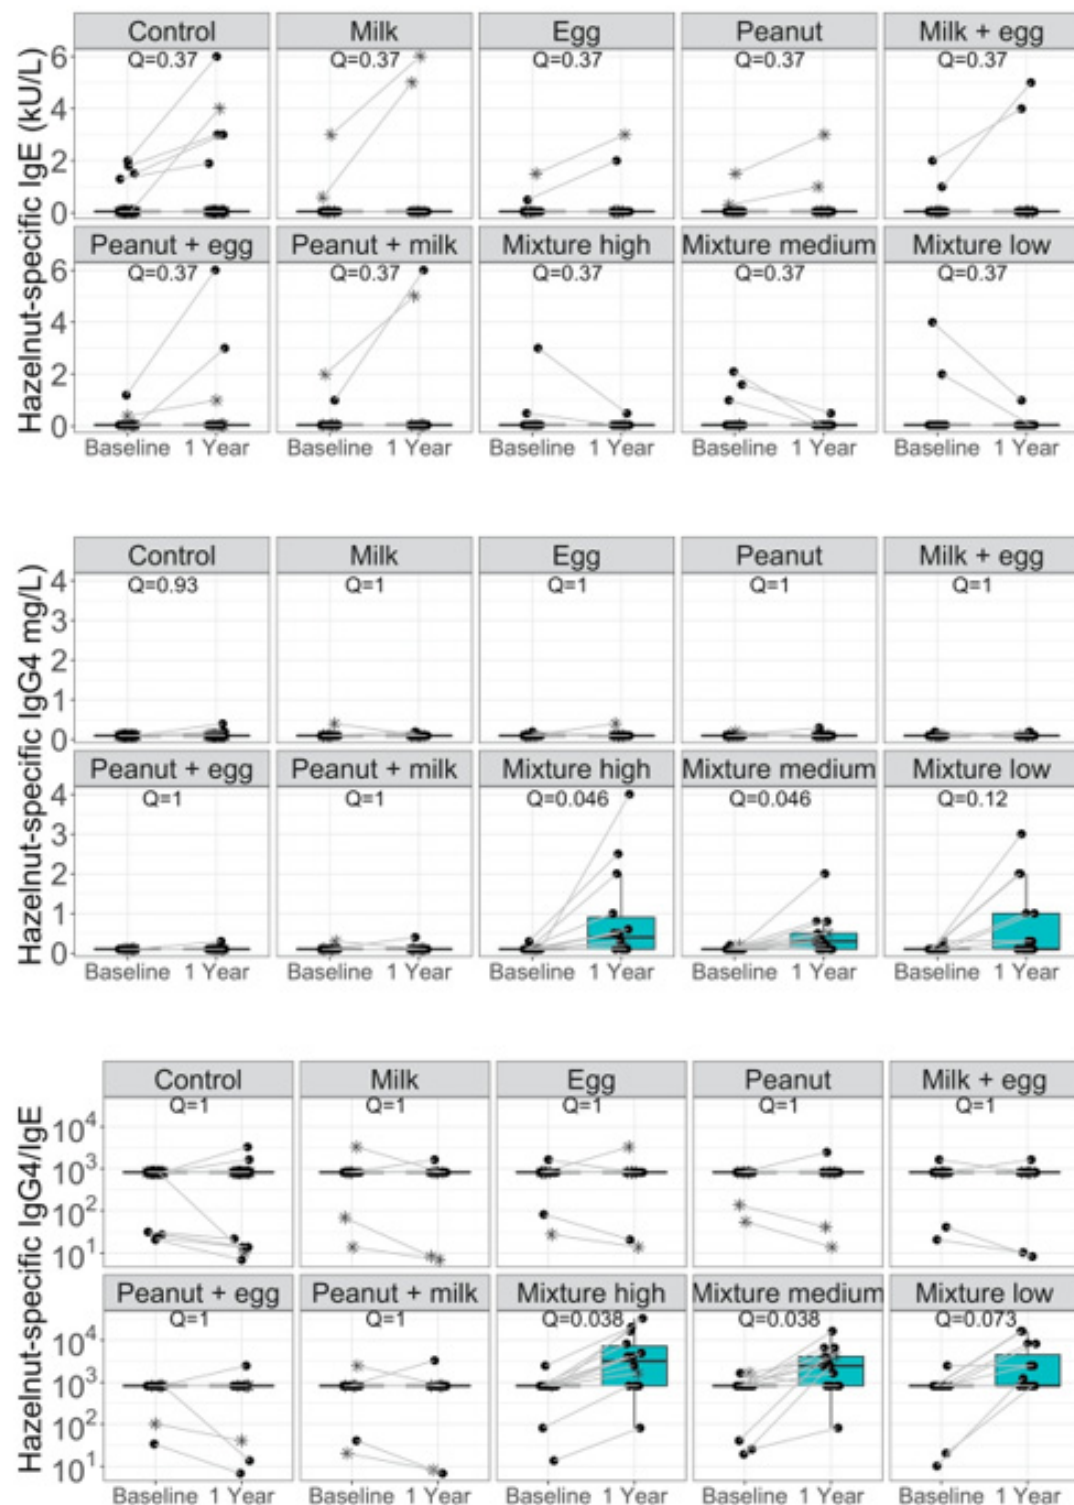 Control Milk Egg Peanut Milk + egg
Q=0.37 Q=0.37 Q=0.37 Q=0.37 Q=0.37
Hazelnut-specific IgE (kU/L)
6
4
2
0
Peanut + egg Peanut + milk Mixture high Mixture medium Mixture low
Q=0.37 Q=0.37 Q=0.37 Q=0.37 Q=0.37
6
4
2
0
Baseline 1 Year Baseline 1 Year Baseline 1 Year Baseline 1 Year Baseline 1 Year
Control Milk Egg Peanut Milk + egg
Q=0.93 Q=1 Q=1 Q=1 Q=1
Hazelnut-specific IgG4 mg/L)
4
3
2
1
0
Peanut + egg Peanut + milk Mixture high Mixture medium Mixture low
Q=1 Q=1 Q=0.046 Q=0.046 Q=0.12
4
3
2
1
0
Baseline 1 Year Baseline 1 Year Baseline 1 Year Baseline 1 Year Baseline 1 Year
Control Milk Egg Peanut Milk + egg
Q=1 Q=1 Q=1 Q=1 Q=1
Hazelnut-specific IgG4/IgE
10⁴
10³
10²
10¹
Peanut + egg Peanut + milk Mixture high Mixture medium Mixture low
Q=1 Q=1 Q=0.038 Q=0.038 Q=0.073
10⁴
10³
10²
10¹
Baseline 1 Year Baseline 1 Year Baseline 1 Year Baseline 1 Year Baseline 1 Year